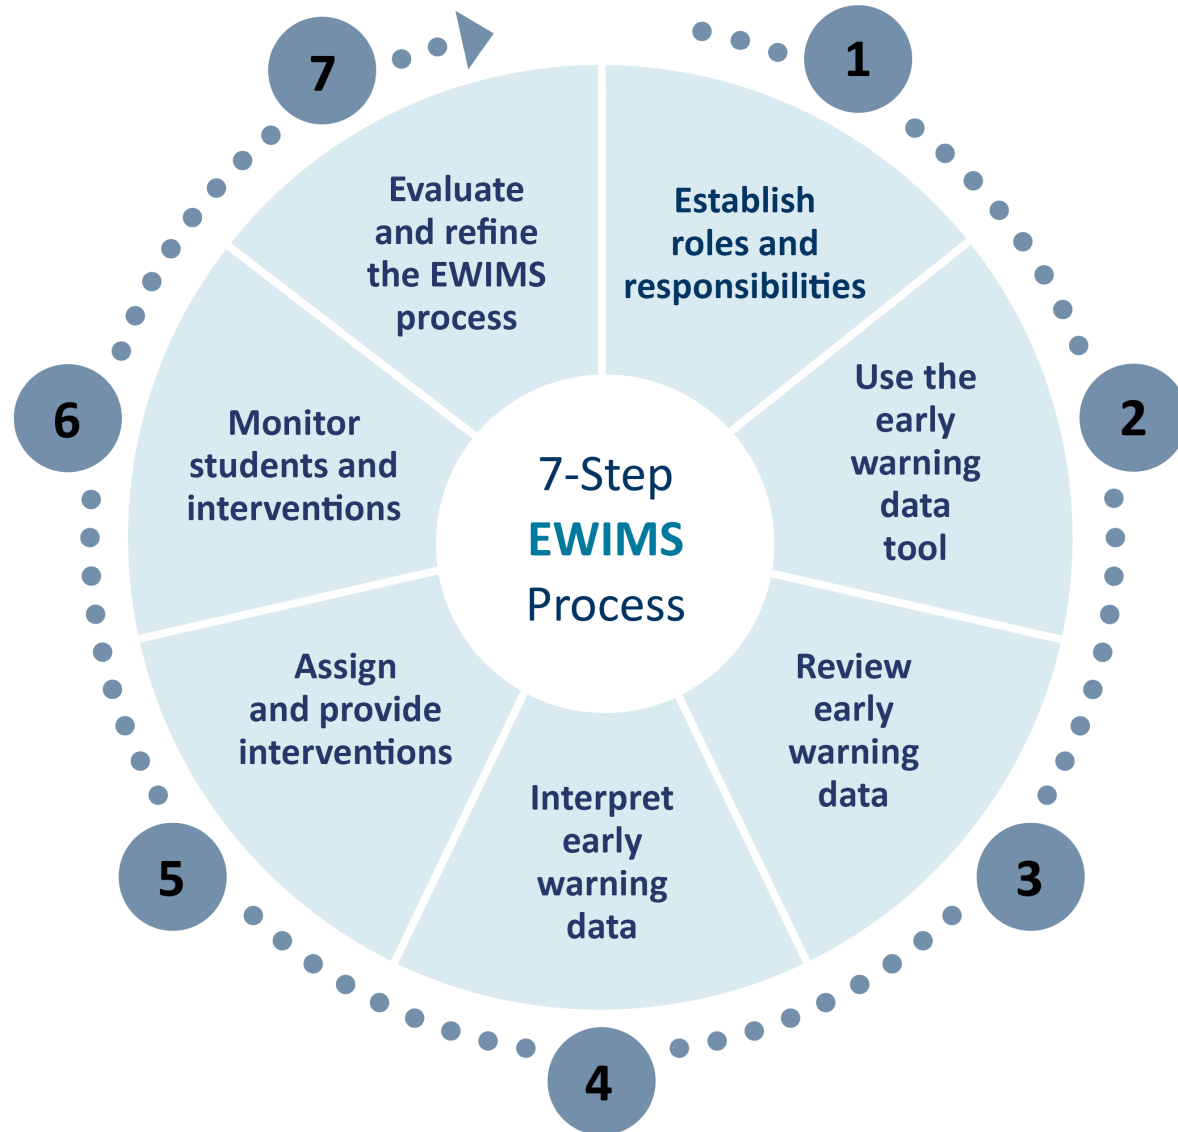 7-Step
EWIMS
Process
1
Establish
roles and
responsibilities
2
Use the
early
warning
data
tool
3
Review
early
warning
data
4
Interpret
early
warning
data
5
Assign
and provide
interventions
6
Monitor
students and
interventions
7
Evaluate
and refine
the EWIMS
process